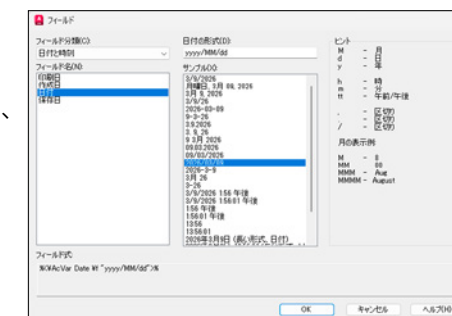 フィールド
フィールド分類(C):
日付と時刻
フィールド名(N):
印刷日
作成日
日付
保存日
日付の形式(D):
yyyy/MM/dd
サンプル(X):
3/9/2026
月曜日, 3月 09, 2026
3月 9, 2026
3/9/26
2026-03-09
9-3-26
3.9.2026
3. 9, 26
9 3月 2026
09.03.2026
09/03/2026
2026/03/09
2026-3-9
3月 26
3-26
3/9/2026 1:56 午後
3/9/2026 1:56:01 午後
1:56 午後
1:56:01 午後
13:56
13:56:01
2026年3月9日 (長い形式, 日付)
ヒント
M - 月
d - 日
y - 年
h - 時
m - 分
tt - 午前/午後
. - (区切り)
/ - (区切り)
月の表示例
M - 8
MM - 08
MMM - Aug
MMMM - August
フィールド式:
%<\AcVar Date \f "yyyy/MM/dd">%
OK
キャンセル
ヘルプ(H)
、